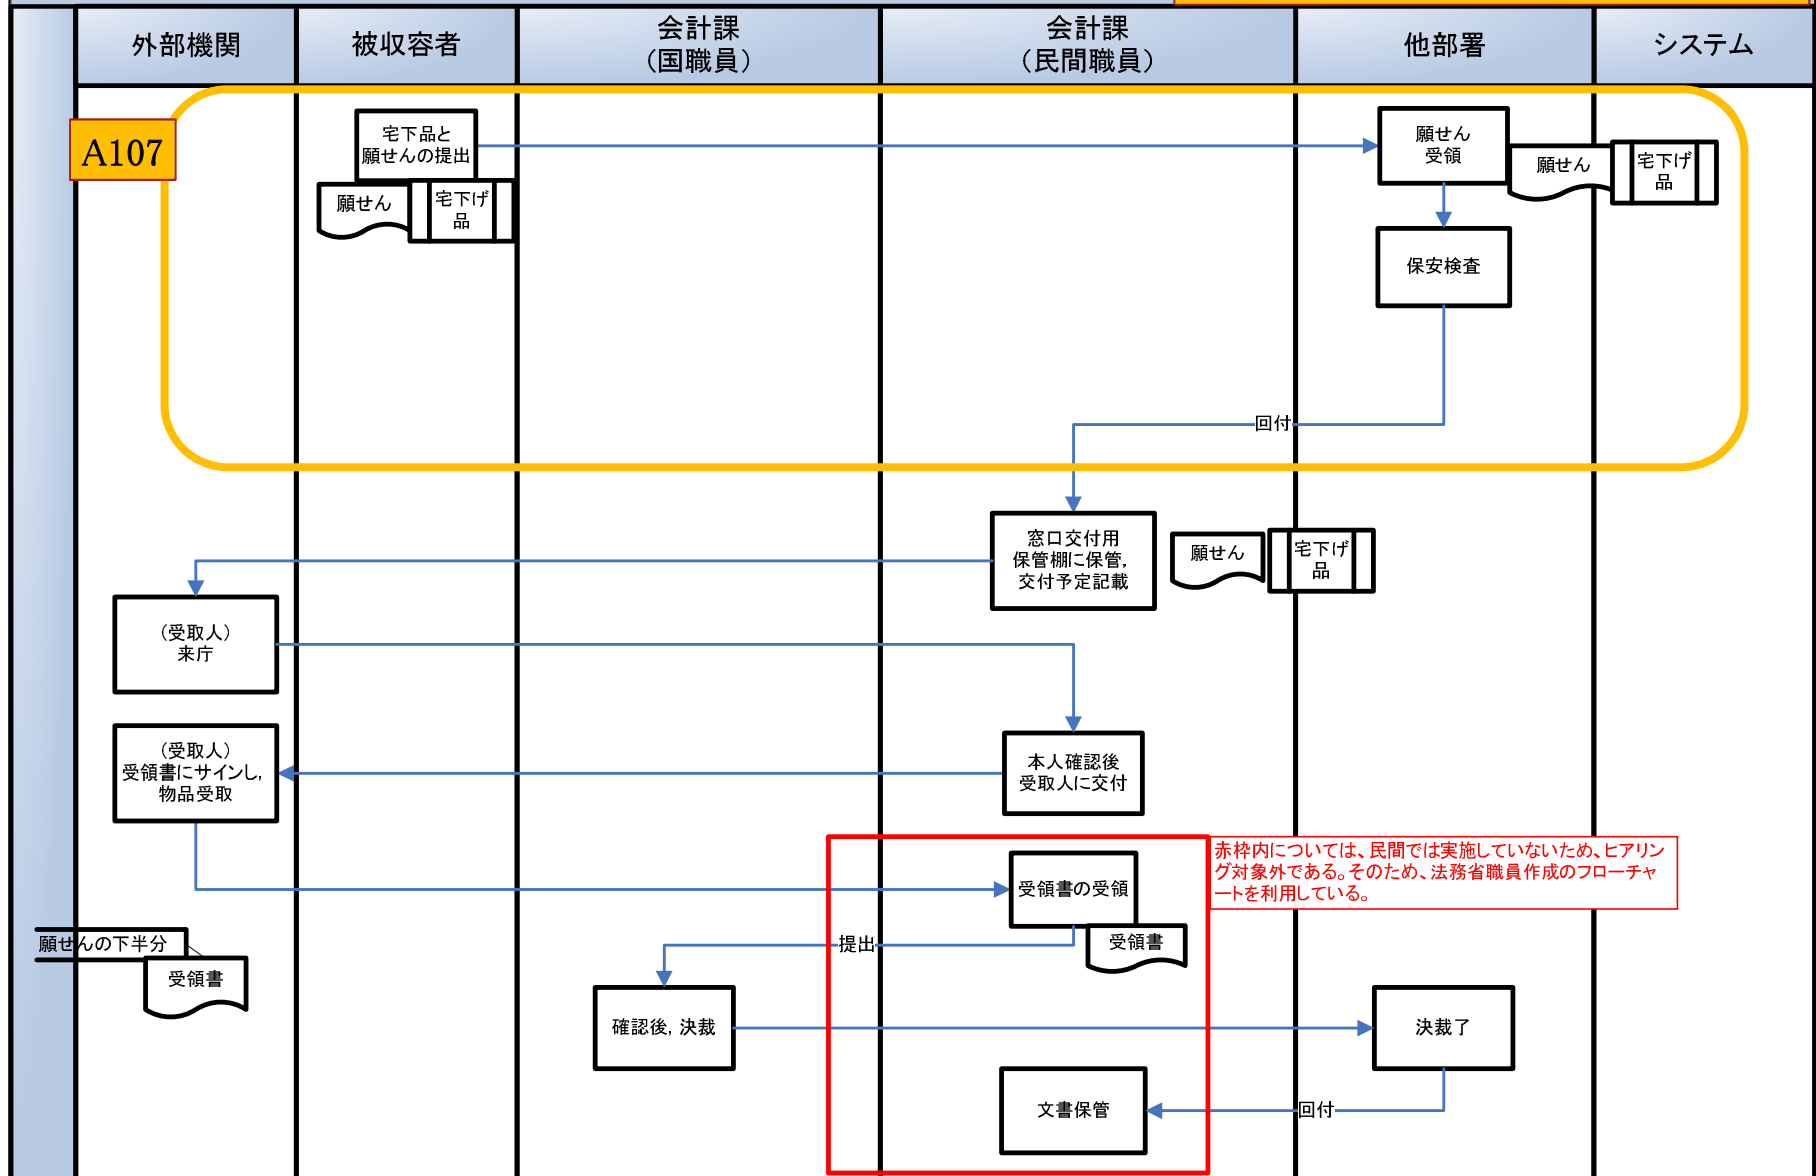 外部機関
被収容者
会計課
（国職員）
会計課
（民間職員）
他部署
システム
A107
宅下品と
願せんの提出
願せん
宅下げ
品
願せん
受領
願せん
宅下げ
品
保安検査
回付
窓口交付用
保管棚に保管，
交付予定記載
願せん
宅下げ
品
（受取人）
来庁
（受取人）
受領書にサインし，
物品受取
本人確認後
受取人に交付
赤枠内については、民間では実施していないため、ヒアリン
グ対象外である。そのため、法務省職員作成のフローチャ
ートを利用している。
受領書の受領
受領書
提出
願せんの下半分
受領書
確認後，決裁
決裁了
文書保管
回付